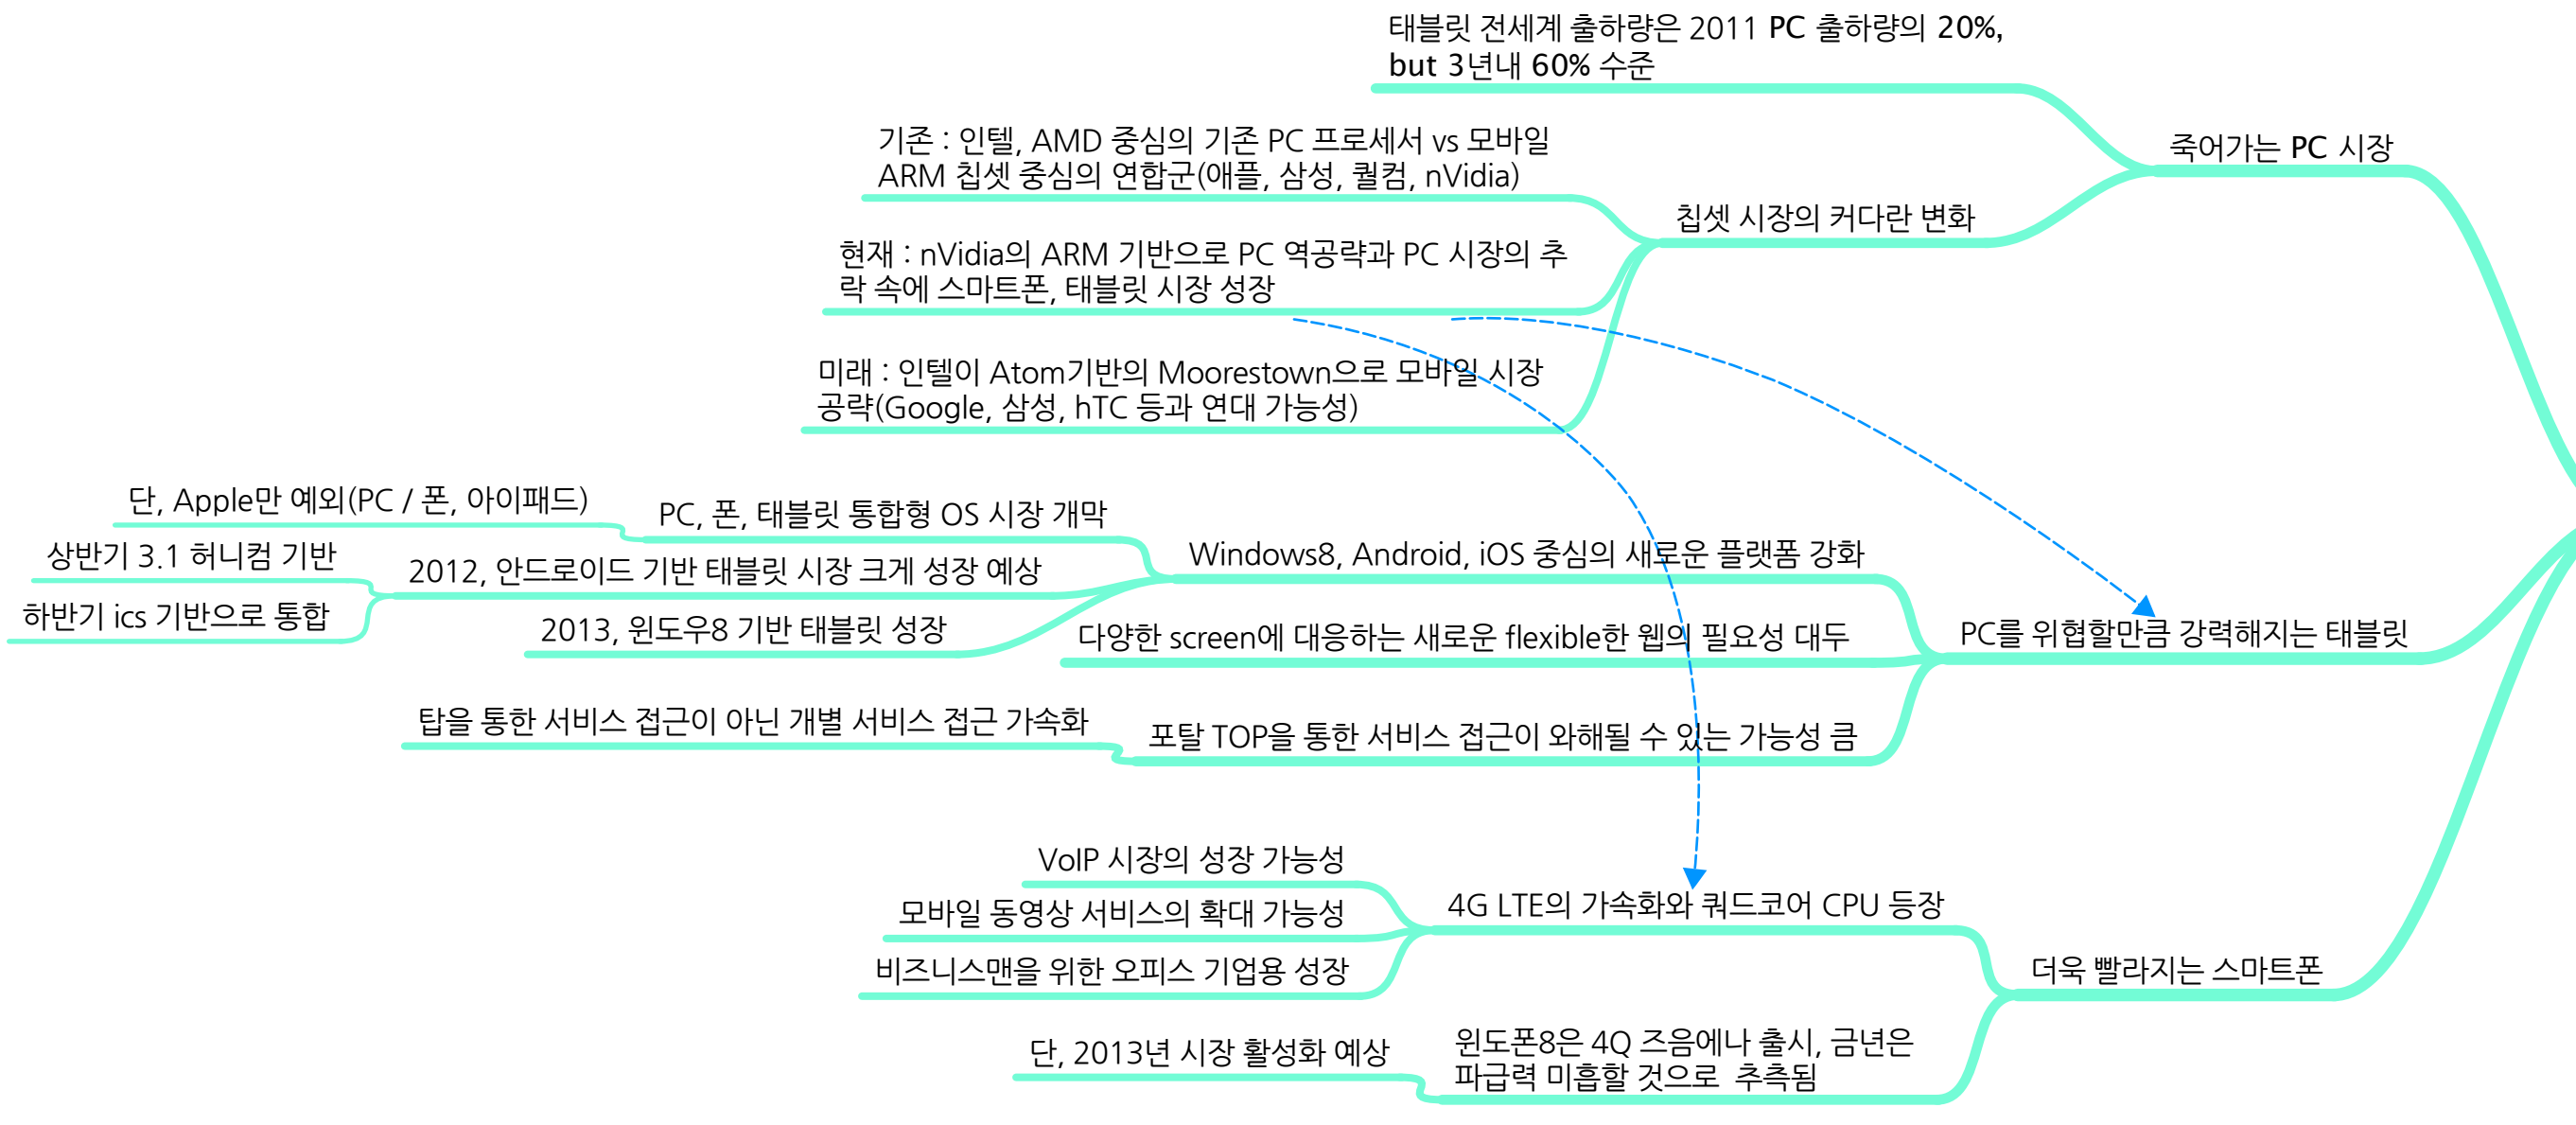 태블릿 전세계 출하량은 2011 PC 출하량의 20%,
but 3년내 60% 수준
죽어가는 PC 시장
기존 : 인텔, AMD 중심의 기존 PC 프로세서 vs 모바일
ARM 칩셋 중심의 연합군(애플, 삼성, 퀄컴, nVidia)
칩셋 시장의 커다란 변화
현재 : nVidia의 ARM 기반으로 PC 역공략과 PC 시장의 추
락 속에 스마트폰, 태블릿 시장 성장
미래 : 인텔이 Atom기반의 Moorestown으로 모바일 시장
공략(Google, 삼성, hTC 등과 연대 가능성)
단, Apple만 예외(PC / 폰, 아이패드)
PC, 폰, 태블릿 통합형 OS 시장 개막
상반기 3.1 허니컴 기반
2012, 안드로이드 기반 태블릿 시장 크게 성장 예상
Windows8, Android, iOS 중심의 새로운 플랫폼 강화
하반기 ics 기반으로 통합
2013, 윈도우8 기반 태블릿 성장
다양한 screen에 대응하는 새로운 flexible한 웹의 필요성 대두
PC를 위협할만큼 강력해지는 태블릿
탑을 통한 서비스 접근이 아닌 개별 서비스 접근 가속화
포탈 TOP을 통한 서비스 접근이 와해될 수 있는 가능성 큼
VoIP 시장의 성장 가능성
모바일 동영상 서비스의 확대 가능성
4G LTE의 가속화와 쿼드코어 CPU 등장
비즈니스맨을 위한 오피스 기업용 성장
더욱 빨라지는 스마트폰
단, 2013년 시장 활성화 예상
윈도폰8은 4Q 즈음에나 출시, 금년은
파급력 미흡할 것으로 추측됨